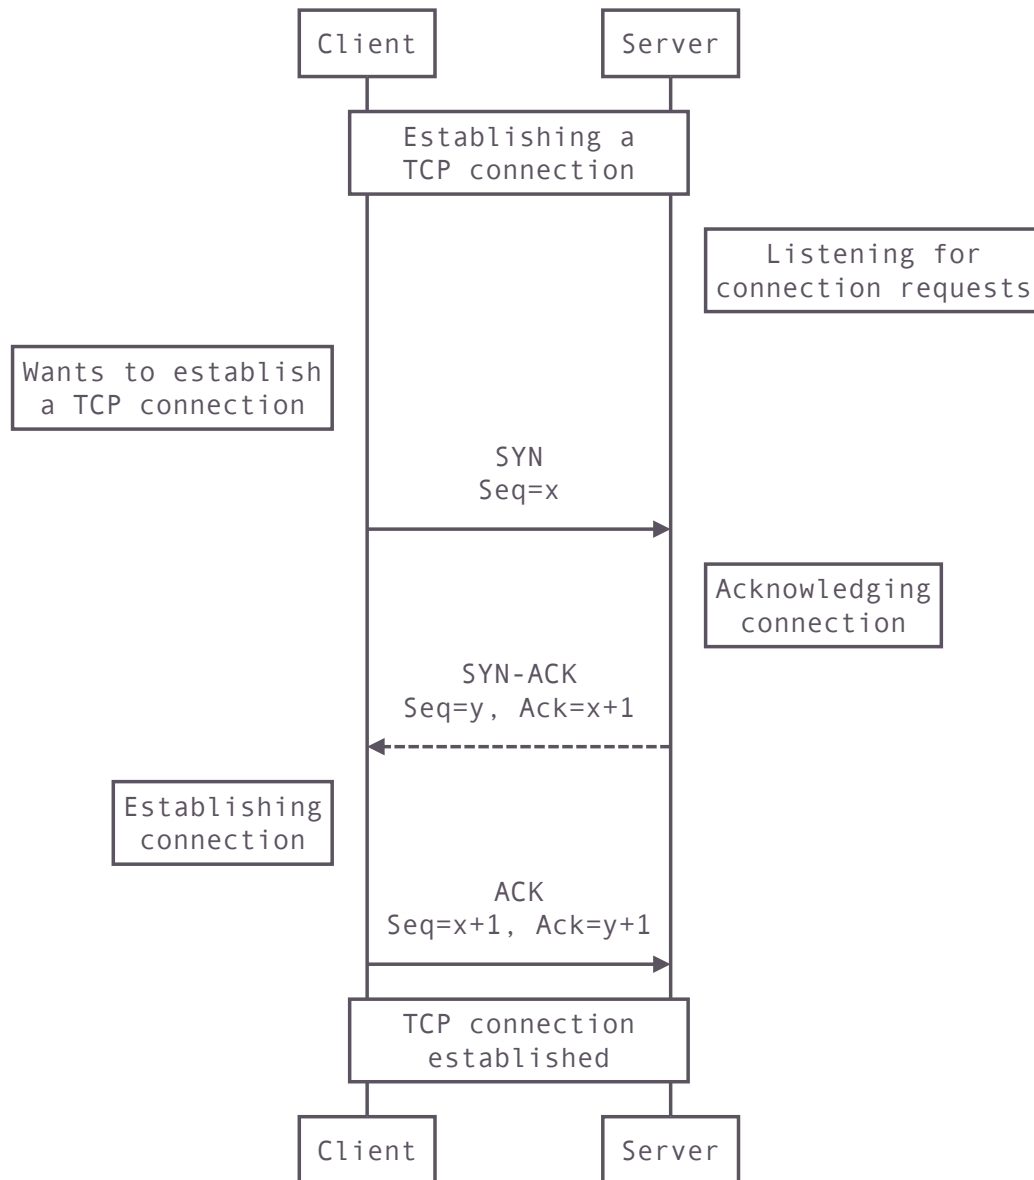 Client
Server
Establishing a
TCP connection
Listening for
connection requests
Wants to establish
a TCP connection
SYN
Seq=x
Acknowledging
connection
SYN-ACK
Seq=y, Ack=x+1
Establishing
connection
ACK
Seq=x+1, Ack=y+1
TCP connection
established
Client
Server